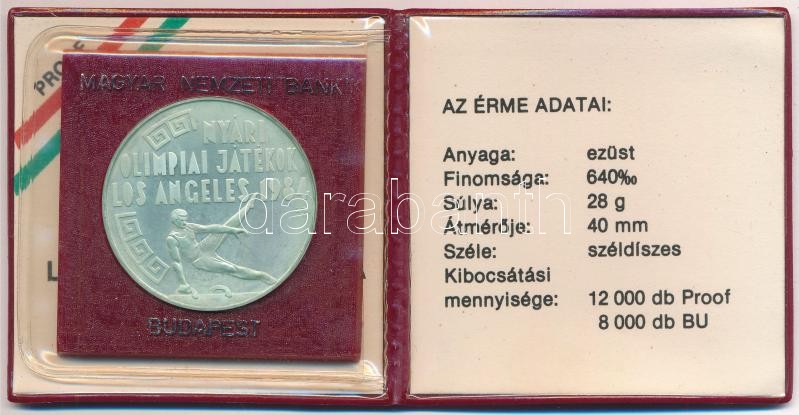 PROOF
MAGYAR NEMZETI BANK
NYÁRI
OLIMPIAI JÁTÉKOK
LOS ANGELES 1984
BUDAPEST
L
A
darabanth
AZ ÉRME ADATAI:
Anyaga: ezüst
Finomsága: 640‰
Súlya: 28 g
Átmérője: 40 mm
Széle: széldíszes
Kibocsátási
mennyisége: 12 000 db Proof
8 000 db BU